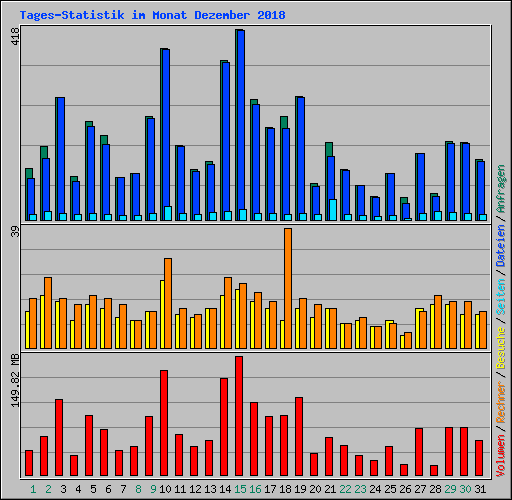 Tages-Statistik im Monat Dezember 2018
418
39
149.82 MB
Volumen/Rechner/Besuche/Seiten/Dateien/Anfragen
1 2 3 4 5 6 7 8 9 10 11 12 13 14 15 16 17 18 19 20 21 22 23 24 25 26 27 28 29 30 31